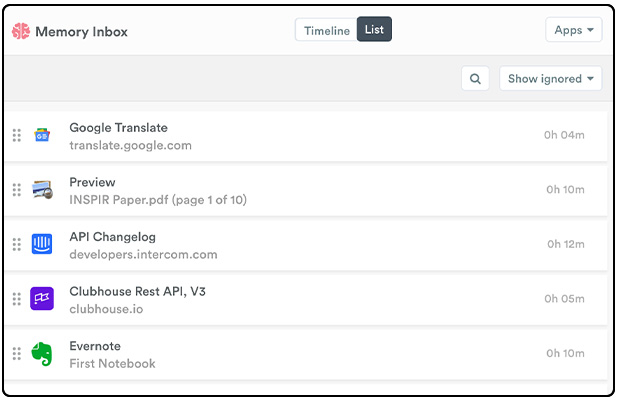 Memory Inbox
Timeline
List
Apps
Show ignored
Google Translate
translate.google.com
0h 04m
Preview
INSPIR Paper.pdf (page 1 of 10)
0h 10m
API Changelog
developers.intercom.com
0h 12m
Clubhouse Rest API, V3
clubhouse.io
0h 05m
Evernote
First Notebook
0h 10m